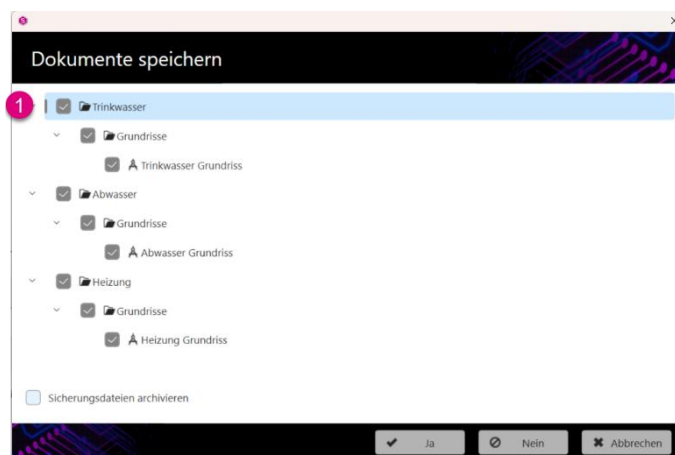 Dokumente speichern
1
Trinkwasser
Grundrisse
Trinkwasser Grundriss
Abwasser
Grundrisse
Abwasser Grundriss
Heizung
Grundrisse
Heizung Grundriss
Sicherungsdateien archivieren
Ja Nein Abbrechen